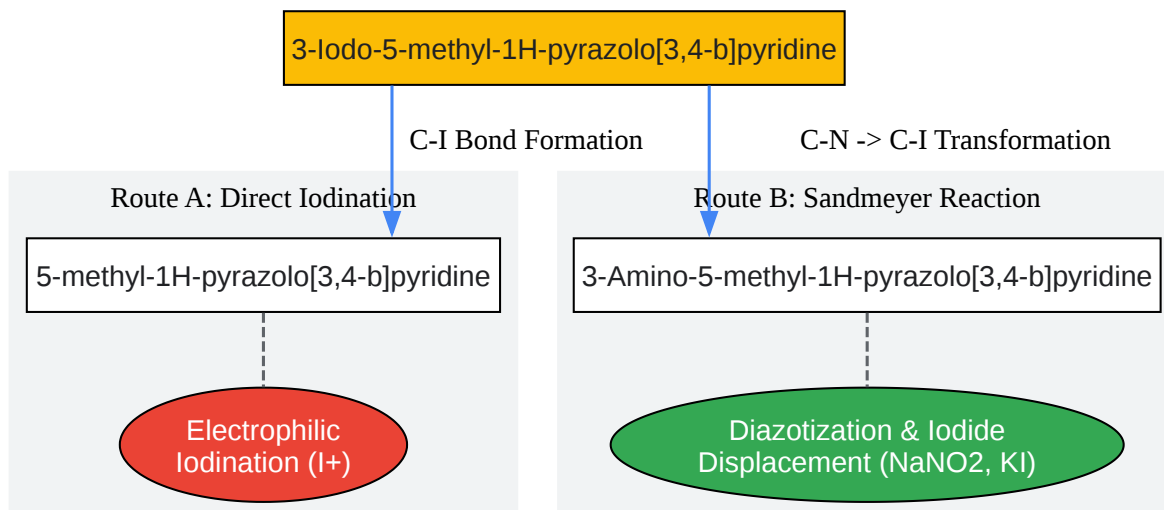 3-Iodo-5-methyl-1H-pyrazolo[3,4-b]pyridine
C-I Bond Formation
C-N -> C-I Transformation
Route A: Direct Iodination
Route B: Sandmeyer Reaction
5-methyl-1H-pyrazolo[3,4-b]pyridine
3-Amino-5-methyl-1H-pyrazolo[3,4-b]pyridine
Electrophilic
Iodination (I+)
Diazotization & Iodide
Displacement (NaNO2, KI)